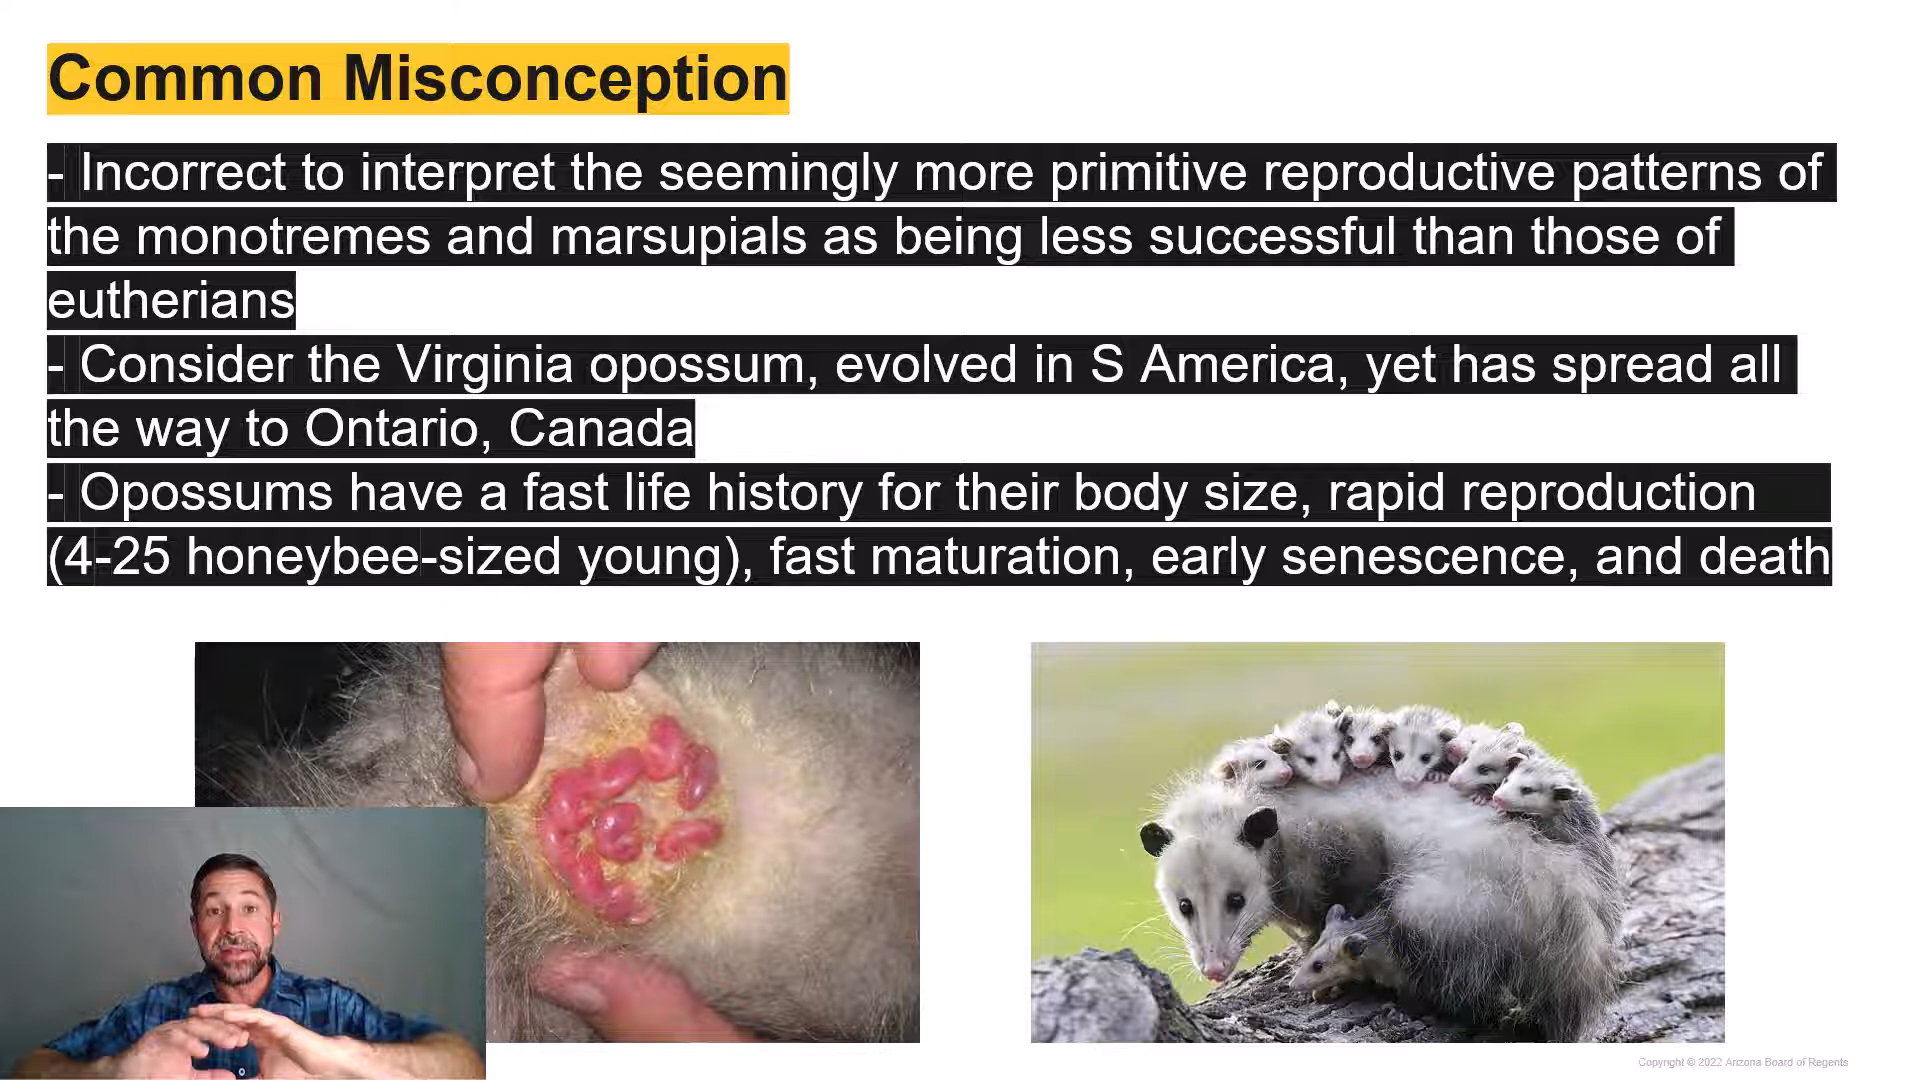 Common Misconception
- Incorrect to interpret the seemingly more primitive reproductive patterns of
the monotremes and marsupials as being less successful than those of
eutherians
- Consider the Virginia opossum, evolved in S America, yet has spread all
the way to Ontario, Canada
- Opossums have a fast life history for their body size, rapid reproduction
(4-25 honeybee-sized young), fast maturation, early senescence, and death
Copyright © 2022 Arizona Board of Regents